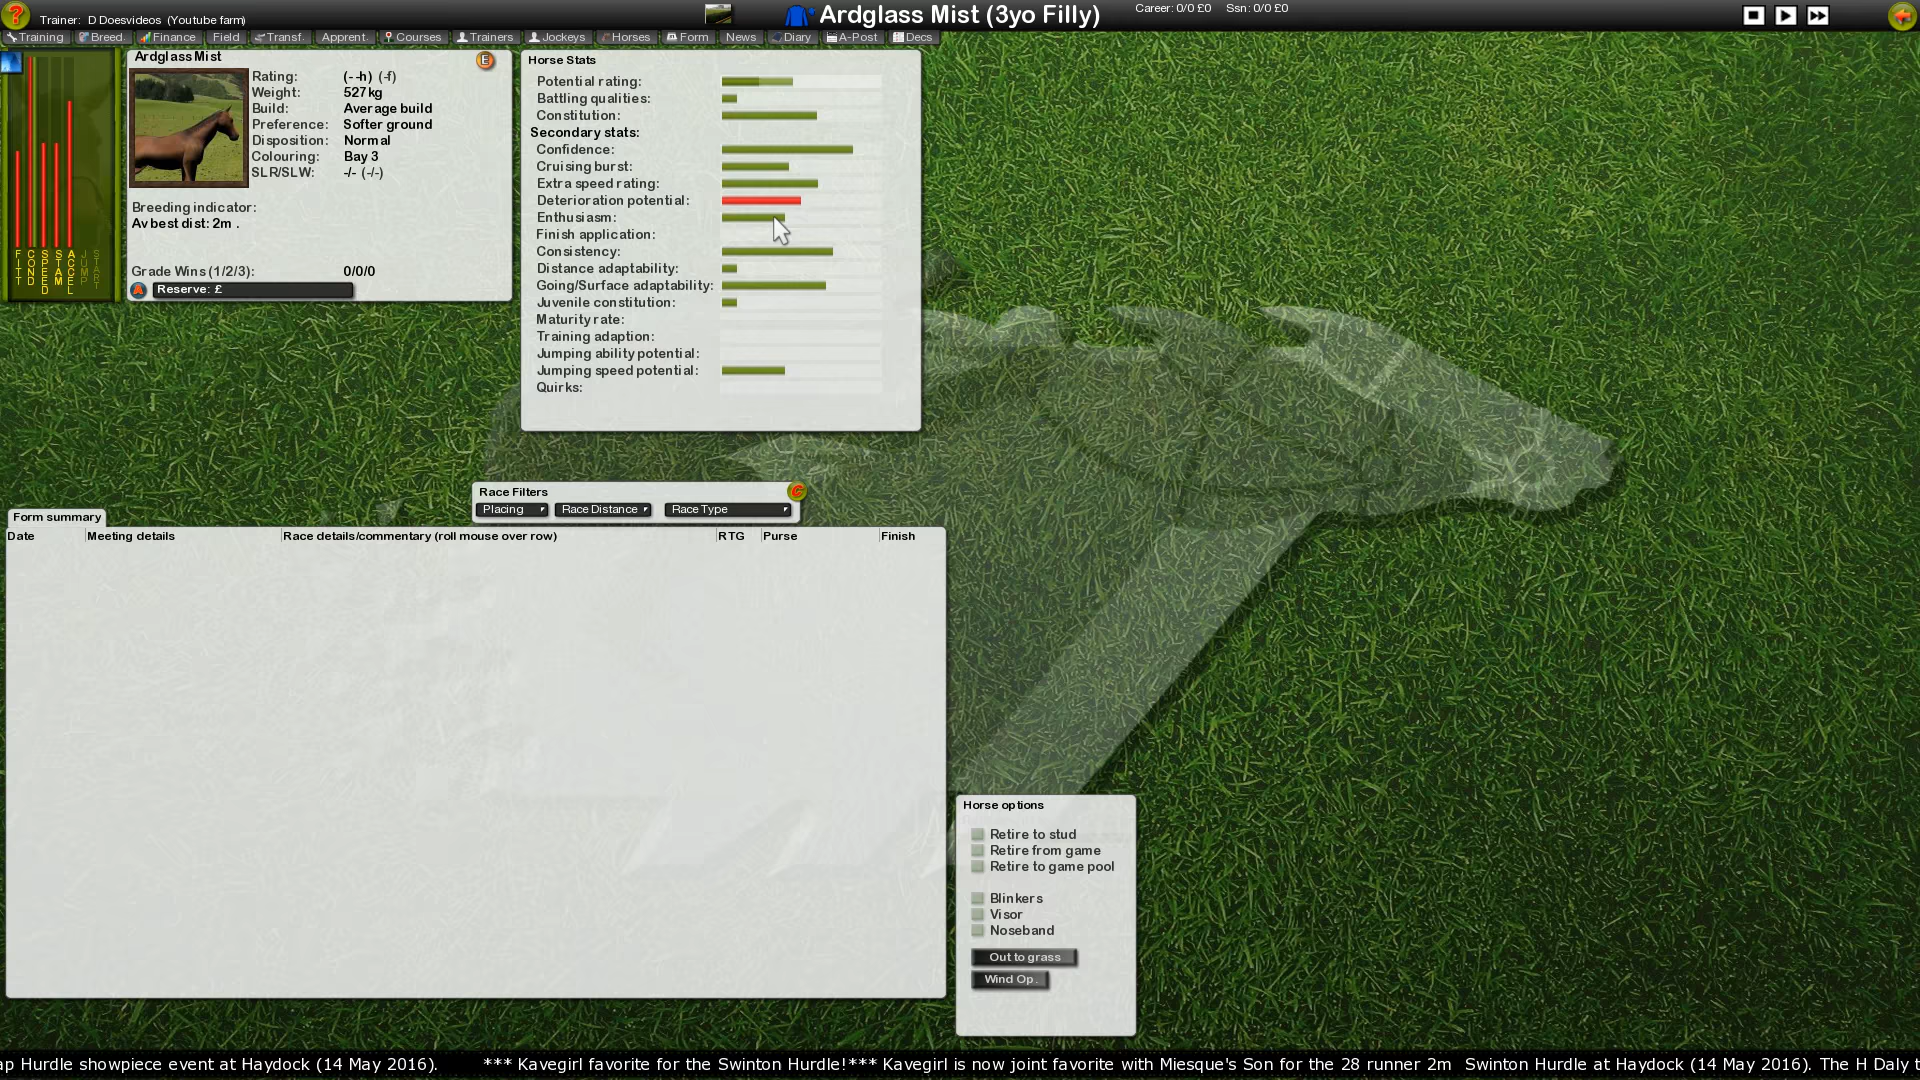 ?
Trainer: D Doesvideos (Youtube farm)
Ardglass Mist (3yo Filly)
Career: 0/0 £0 Ssn: 0/0 £0
Training Breed. Finance Field Transf. Apprent. Courses Trainers Jockeys Horses Form News Diary A-Post Decs
Ardglass Mist
E
Rating: (- -h) (-f)
Weight: 527kg
Build: Average build
Preference: Softer ground
Disposition: Normal
Colouring: Bay 3
SLR/SLW: -/- (-/-)
Breeding indicator:
Av best dist: 2m .
Grade Wins (1/2/3): 0/0/0
A Reserve: £
FITT COND SPEED STAM ACCEL JUMP START
Horse Stats
Potential rating:
Battling qualities:
Constitution:
Secondary stats:
Confidence:
Cruising burst:
Extra speed rating:
Deterioration potential:
Enthusiasm:
Finish application:
Consistency:
Distance adaptability:
Going/Surface adaptability:
Juvenile constitution:
Maturity rate:
Training adaption:
Jumping ability potential:
Jumping speed potential:
Quirks:
Race Filters
Placing Race Distance Race Type
Form summary
Date Meeting details Race details/commentary (roll mouse over row) RTG Purse Finish
Horse options
Retire to stud
Retire from game
Retire to game pool
Blinkers
Visor
Noseband
Out to grass
Wind Op.
ap Hurdle showpiece event at Haydock (14 May 2016). *** Kavegirl favorite for the Swinton Hurdle!*** Kavegirl is now joint favorite with Miesque's Son for the 28 runner 2m Swinton Hurdle at Haydock (14 May 2016). The H Daly t